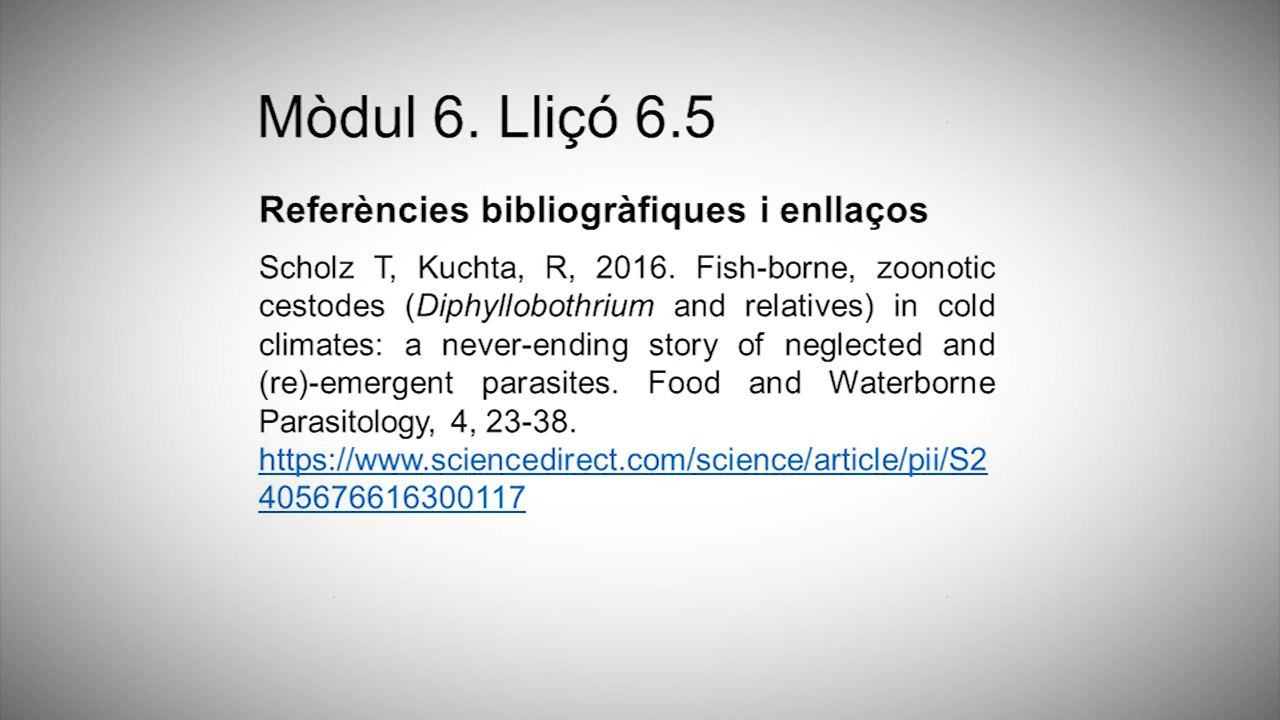 Mòdul 6. Lliçó 6.5
Referències bibliogràfiques i enllaços
Scholz T, Kuchta, R, 2016. Fish-borne, zoonotic
cestodes (Diphyllobothrium and relatives) in cold
climates: a never-ending story of neglected and
(re)-emergent parasites. Food and Waterborne
Parasitology, 4, 23-38.
https://www.sciencedirect.com/science/article/pii/S2
405676616300117